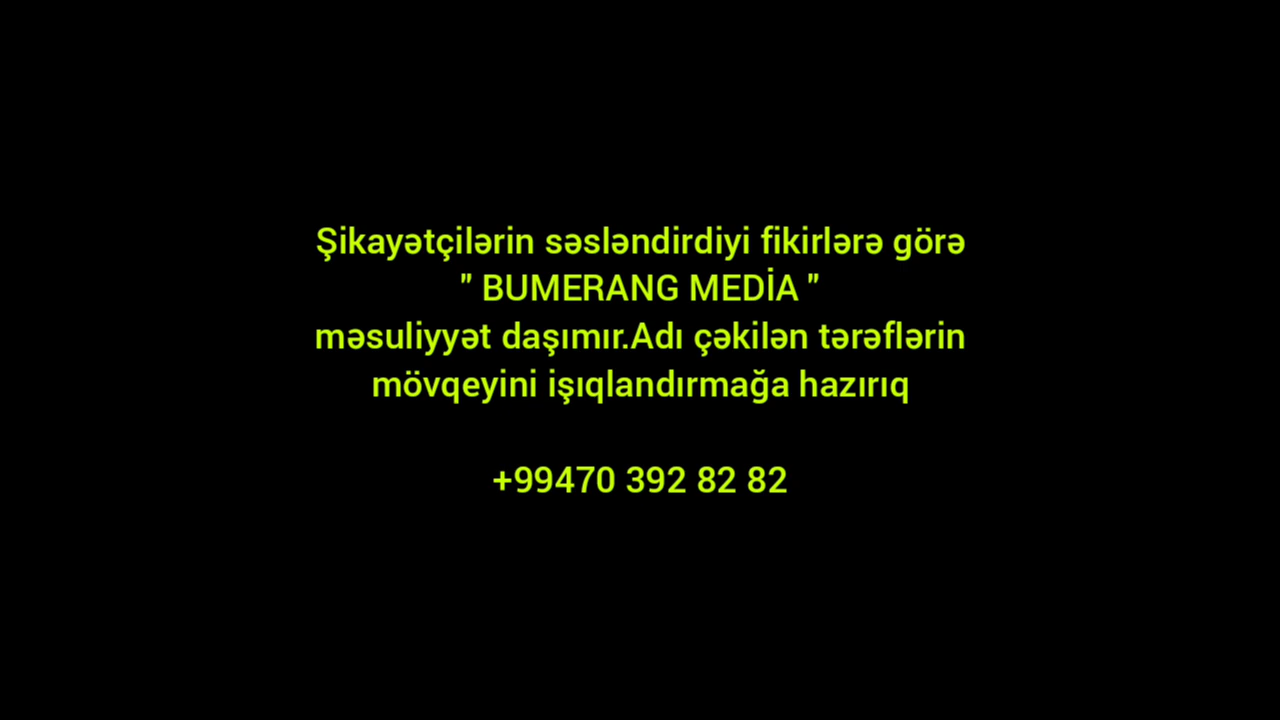 Şikayətçilərin səsləndirdiyi fikirlərə görə
" BUMERANG MEDİA "
məsuliyyət daşımır.Adı çəkilən tərəflərin
mövqeyini işıqlandırmağa hazırıq
+99470 392 82 82